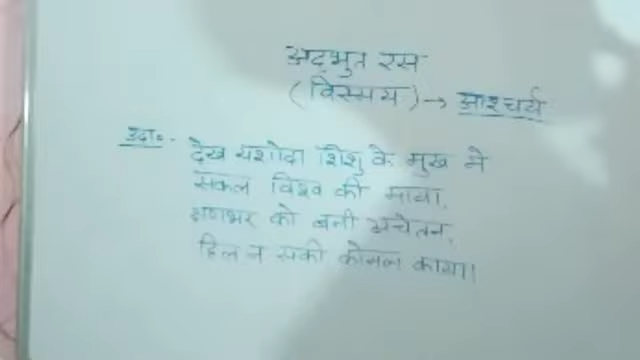 अद्भुत रस
(विस्मय) → आश्चर्य
उदा०:- देख यशोदा शिशु के मुख मे
सकल विश्व की माया,
क्षणभर को बनी अचेतन,
हिल न सकी कोमल काया।